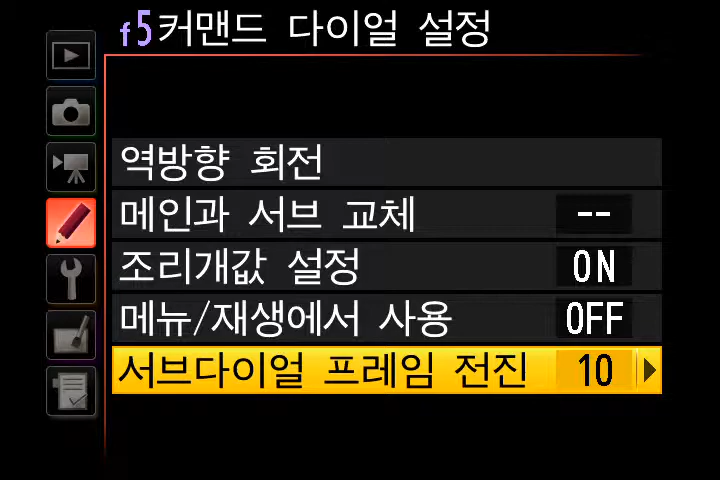 f5커맨드 다이얼 설정
역방향 회전
메인과 서브 교체 --
조리개값 설정 ON
메뉴/재생에서 사용 OFF
서브다이얼 프레임 전진 10